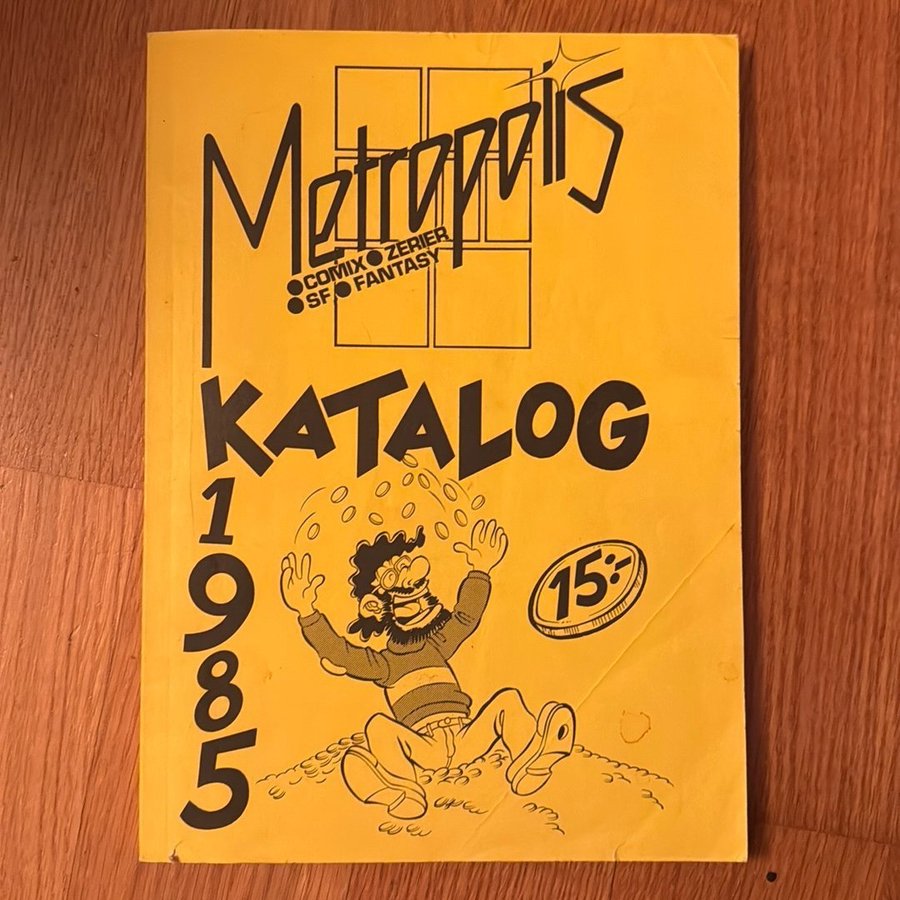 Metropolis
• COMIX • ZERIER
• SF • FANTASY
KATALOG
1985
15:-